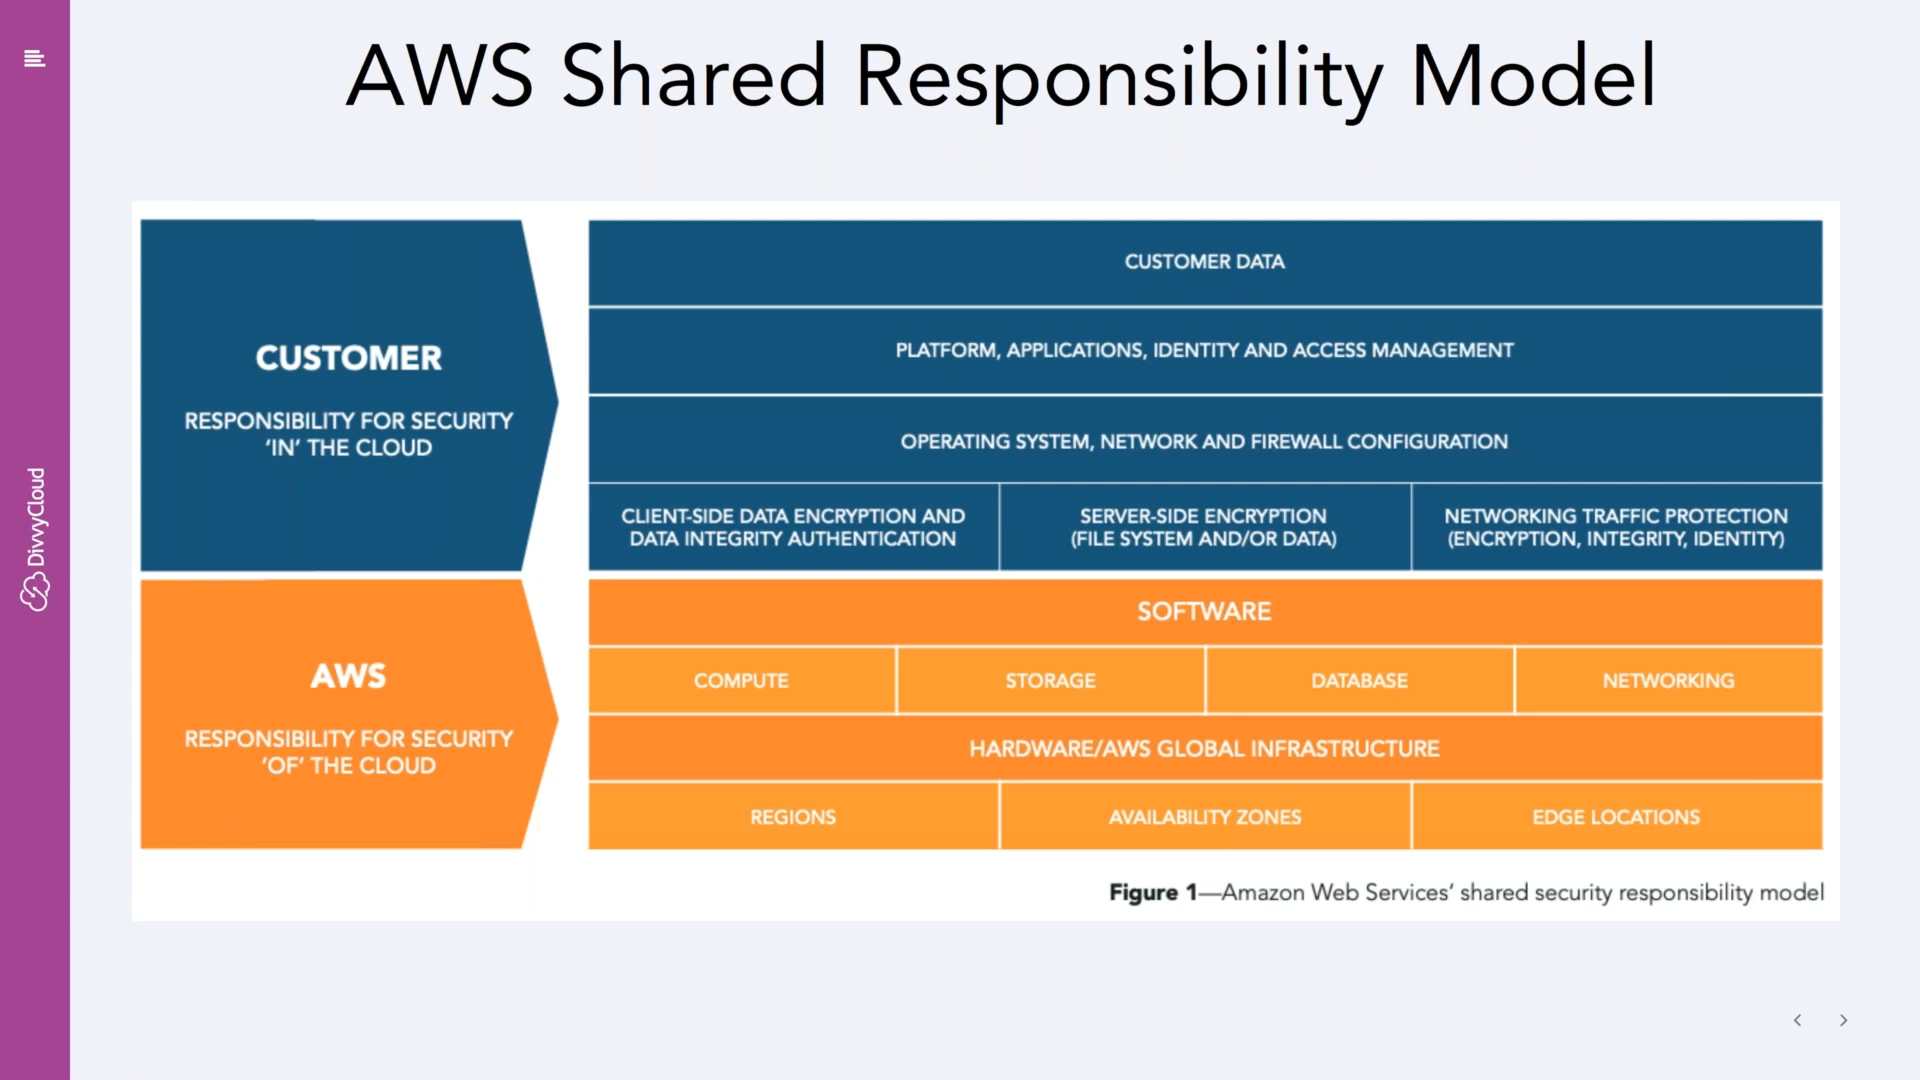 AWS Shared Responsibility Model
DivvyCloud
CUSTOMER
RESPONSIBILITY FOR SECURITY
‘IN’ THE CLOUD
CUSTOMER DATA
PLATFORM, APPLICATIONS, IDENTITY AND ACCESS MANAGEMENT
OPERATING SYSTEM, NETWORK AND FIREWALL CONFIGURATION
CLIENT-SIDE DATA ENCRYPTION AND
DATA INTEGRITY AUTHENTICATION
SERVER-SIDE ENCRYPTION
(FILE SYSTEM AND/OR DATA)
NETWORKING TRAFFIC PROTECTION
(ENCRYPTION, INTEGRITY, IDENTITY)
AWS
RESPONSIBILITY FOR SECURITY
‘OF’ THE CLOUD
SOFTWARE
COMPUTE
STORAGE
DATABASE
NETWORKING
HARDWARE/AWS GLOBAL INFRASTRUCTURE
REGIONS
AVAILABILITY ZONES
EDGE LOCATIONS
Figure 1—Amazon Web Services’ shared security responsibility model